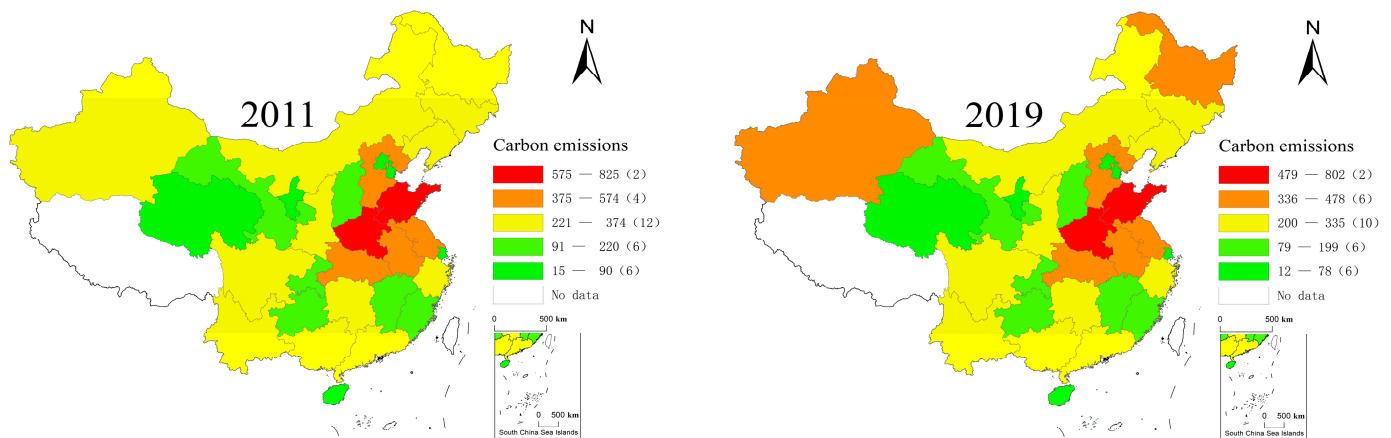 2011
N
Carbon emissions
575 — 825 (2)
375 — 574 (4)
221 — 374 (12)
91 — 220 (6)
15 — 90 (6)
No data
0 500 km
0 500 km
South China Sea Islands
2019
N
Carbon emissions
479 — 802 (2)
336 — 478 (6)
200 — 335 (10)
79 — 199 (6)
12 — 78 (6)
No data
0 500 km
0 500 km
South China Sea Islands